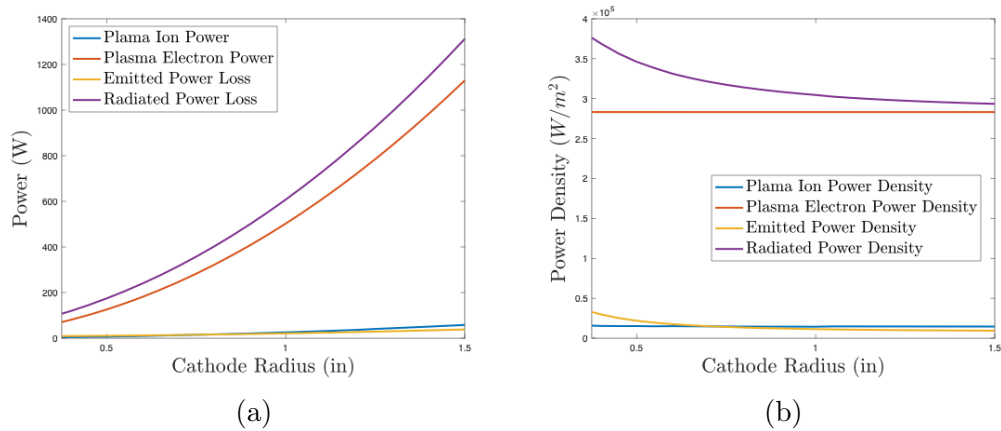 1400
1200
1000
800
600
400
200
0
Power (W)
Plama Ion Power
Plasma Electron Power
Emitted Power Loss
Radiated Power Loss
0.5
1
1.5
Cathode Radius (in)
(a)
×10⁵
4
3.5
3
2.5
2
1.5
1
0.5
0
Power Density (W/m²)
Plama Ion Power Density
Plasma Electron Power Density
Emitted Power Density
Radiated Power Density
0.5
1
1.5
Cathode Radius (in)
(b)